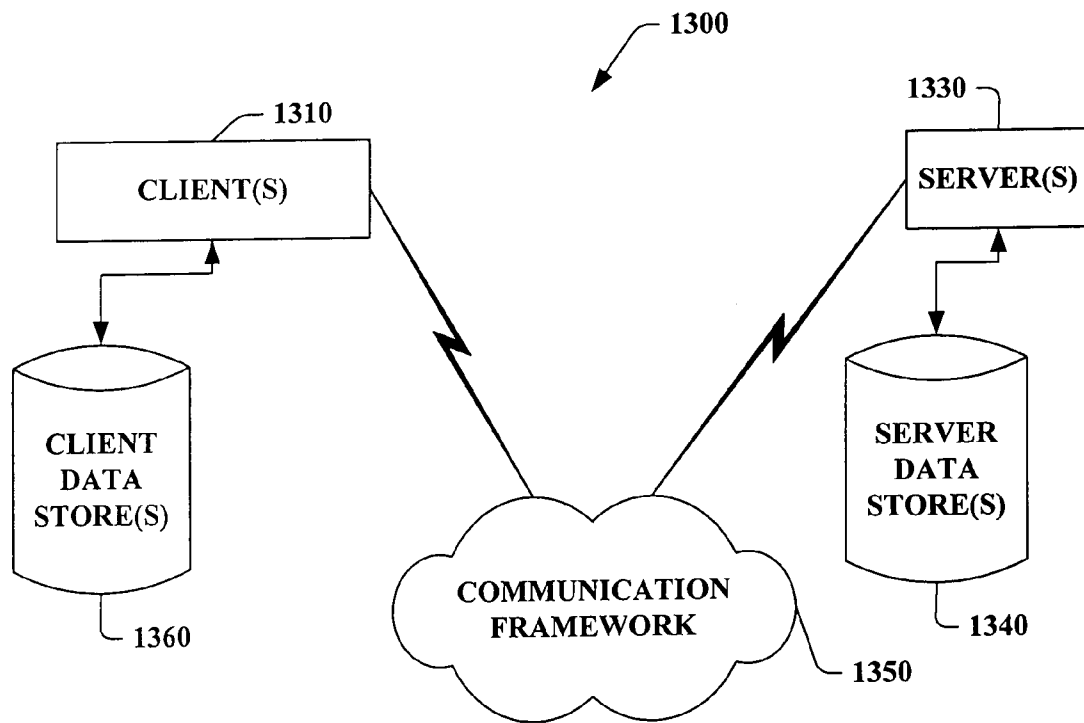 1300
1310
1330
CLIENT(S)
SERVER(S)
CLIENT
DATA
STORE(S)
SERVER
DATA
STORE(S)
COMMUNICATION
FRAMEWORK
1360
1340
1350